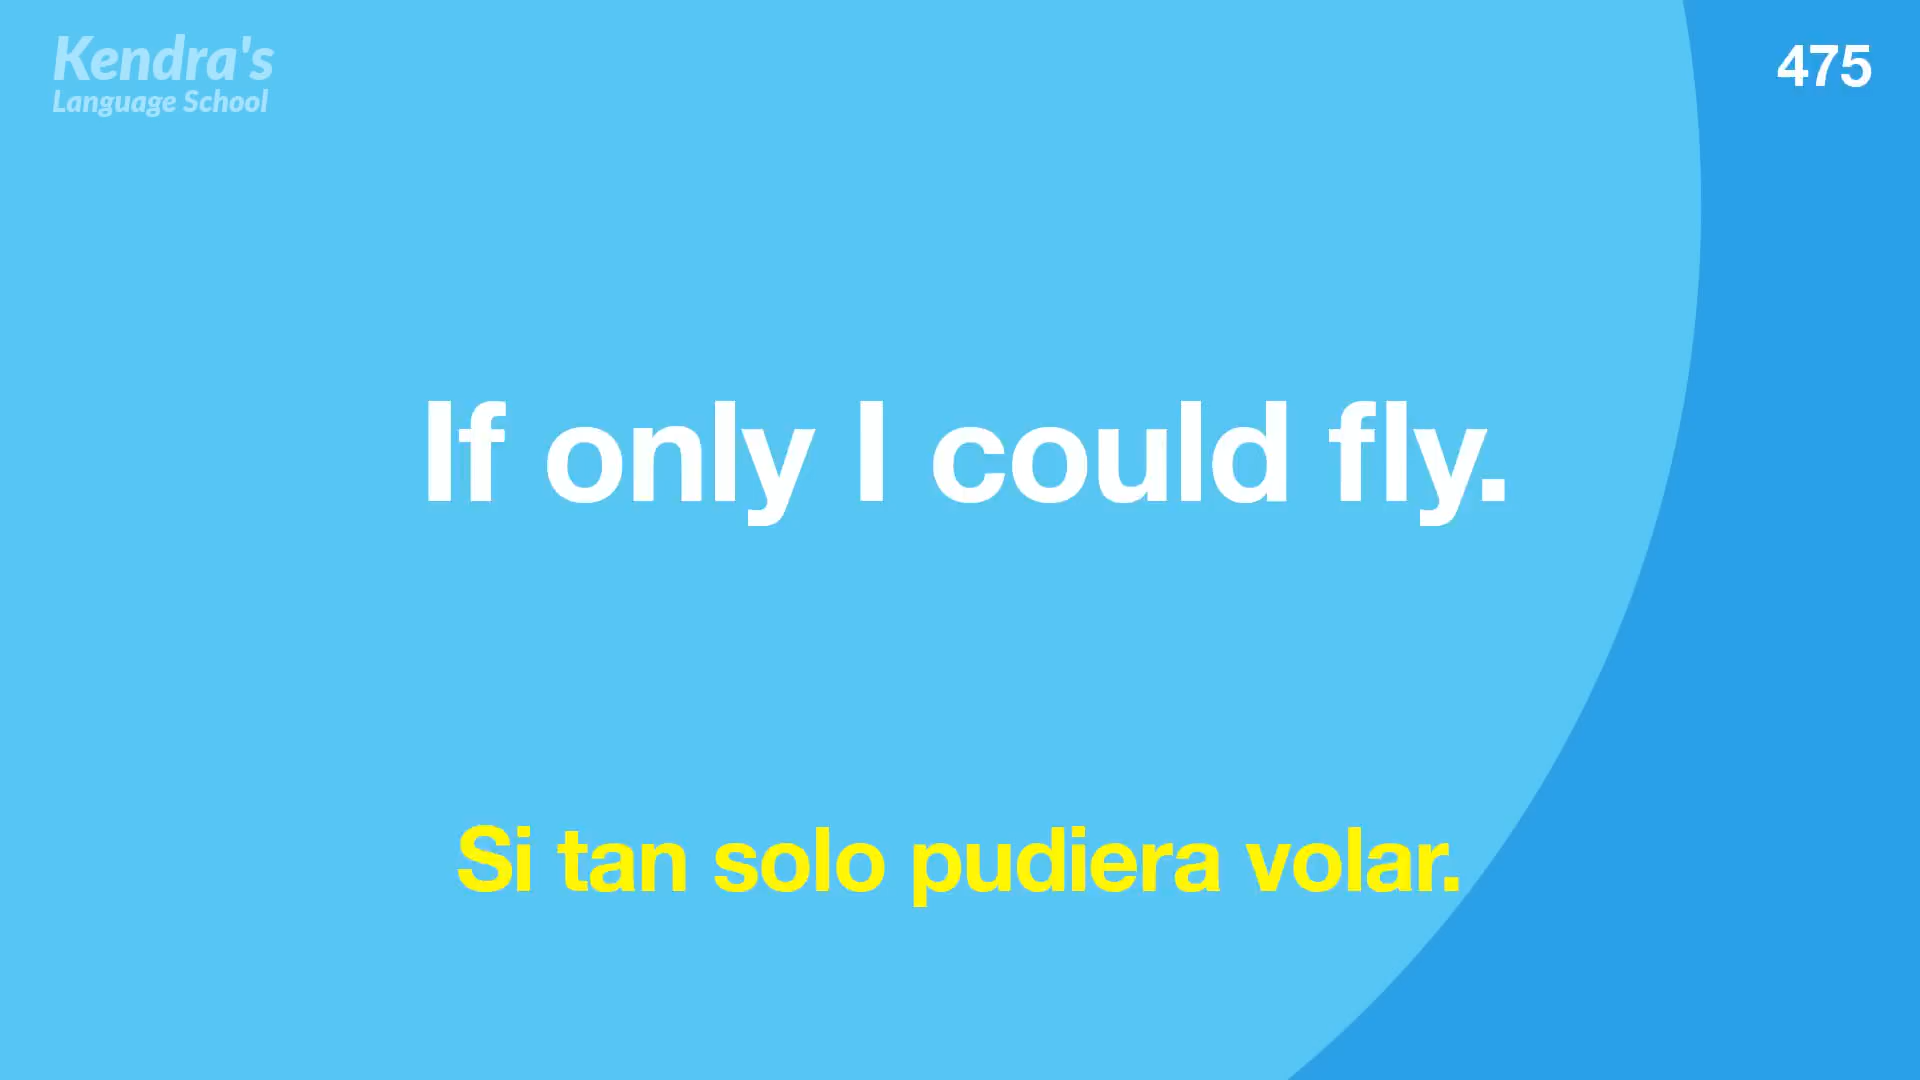 Kendra's
Language School
475
If only I could fly.
Si tan solo pudiera volar.